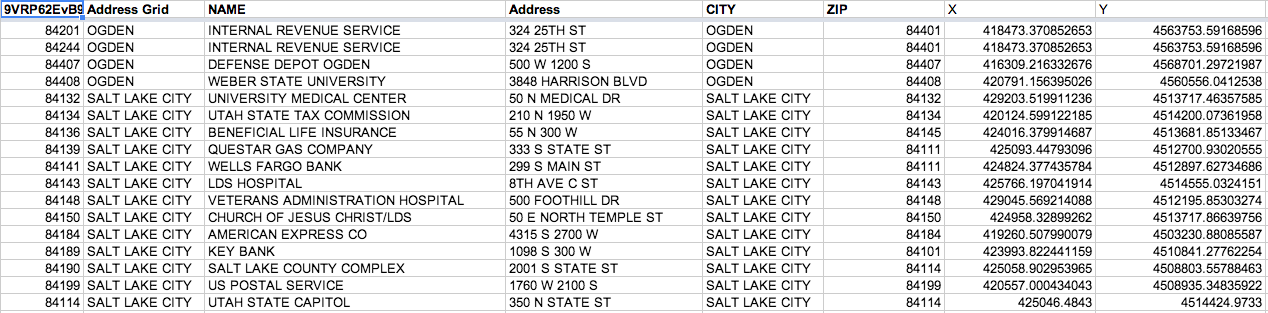 9VRP62EvB9 Address Grid NAME Address CITY ZIP X Y
84201 OGDEN INTERNAL REVENUE SERVICE 324 25TH ST OGDEN 84401 418473.370852653 4563753.59168596
84244 OGDEN INTERNAL REVENUE SERVICE 324 25TH ST OGDEN 84401 418473.370852653 4563753.59168596
84407 OGDEN DEFENSE DEPOT OGDEN 500 W 1200 S OGDEN 84407 416309.216332676 4568701.29721987
84408 OGDEN WEBER STATE UNIVERSITY 3848 HARRISON BLVD OGDEN 84408 420791.156395026 4560556.0412538
84132 SALT LAKE CITY UNIVERSITY MEDICAL CENTER 50 N MEDICAL DR SALT LAKE CITY 84132 429203.519911236 4513717.46357585
84134 SALT LAKE CITY UTAH STATE TAX COMMISSION 210 N 1950 W SALT LAKE CITY 84134 420124.599122185 4514200.07361958
84136 SALT LAKE CITY BENEFICIAL LIFE INSURANCE 55 N 300 W SALT LAKE CITY 84145 424016.379914687 4513681.85133467
84139 SALT LAKE CITY QUESTAR GAS COMPANY 333 S STATE ST SALT LAKE CITY 84111 425093.44793096 4512700.93020555
84141 SALT LAKE CITY WELLS FARGO BANK 299 S MAIN ST SALT LAKE CITY 84111 424824.377435784 4512897.62734686
84143 SALT LAKE CITY LDS HOSPITAL 8TH AVE C ST SALT LAKE CITY 84143 425766.197041914 4514555.0324151
84148 SALT LAKE CITY VETERANS ADMINISTRATION HOSPITAL 500 FOOTHILL DR SALT LAKE CITY 84148 429045.569214088 4512195.85303274
84150 SALT LAKE CITY CHURCH OF JESUS CHRIST/LDS 50 E NORTH TEMPLE ST SALT LAKE CITY 84150 424958.32899262 4513717.86639756
84184 SALT LAKE CITY AMERICAN EXPRESS CO 4315 S 2700 W SALT LAKE CITY 84184 419260.507990079 4503230.88085587
84189 SALT LAKE CITY KEY BANK 1098 S 300 W SALT LAKE CITY 84101 423993.822441159 4510841.27762254
84190 SALT LAKE CITY SALT LAKE COUNTY COMPLEX 2001 S STATE ST SALT LAKE CITY 84114 425058.902953965 4508803.55788463
84199 SALT LAKE CITY US POSTAL SERVICE 1760 W 2100 S SALT LAKE CITY 84199 420557.000434043 4508935.34835922
84114 SALT LAKE CITY UTAH STATE CAPITOL 350 N STATE ST SALT LAKE CITY 84114 425046.4843 4514424.9733